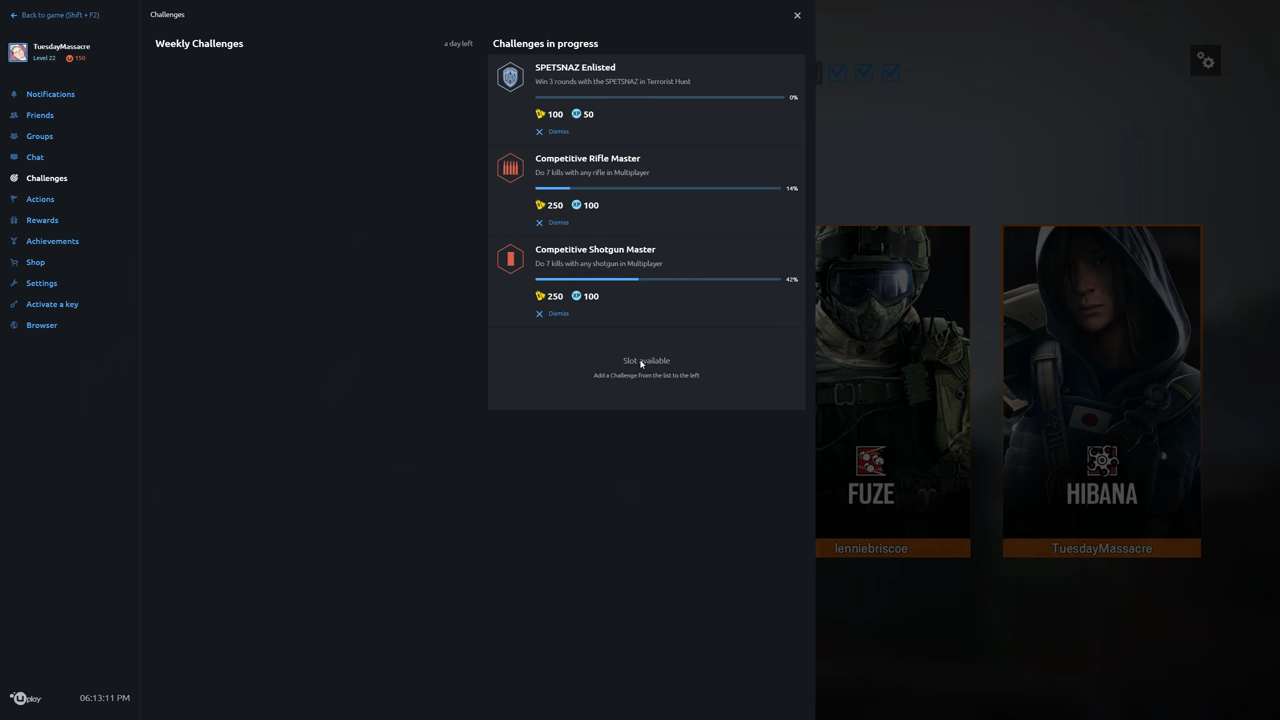 Back to game (Shift + F2)
TuesdayMassacre
Level 22 150
Notifications
Friends
Groups
Chat
Challenges
Actions
Rewards
Achievements
Shop
Settings
Activate a key
Browser
uplay 06:13:11 PM
Challenges
Weekly Challenges a day left
Challenges in progress
SPETSNAZ Enlisted
Win 3 rounds with the SPETSNAZ in Terrorist Hunt
0%
100 XP 50
Dismiss
Competitive Rifle Master
Do 7 kills with any rifle in Multiplayer
14%
250 XP 100
Dismiss
Competitive Shotgun Master
Do 7 kills with any shotgun in Multiplayer
42%
250 XP 100
Dismiss
Slot available
Add a Challenge from the list to the left
FUZE
lenniebriscoe
HIBANA
TuesdayMassacre